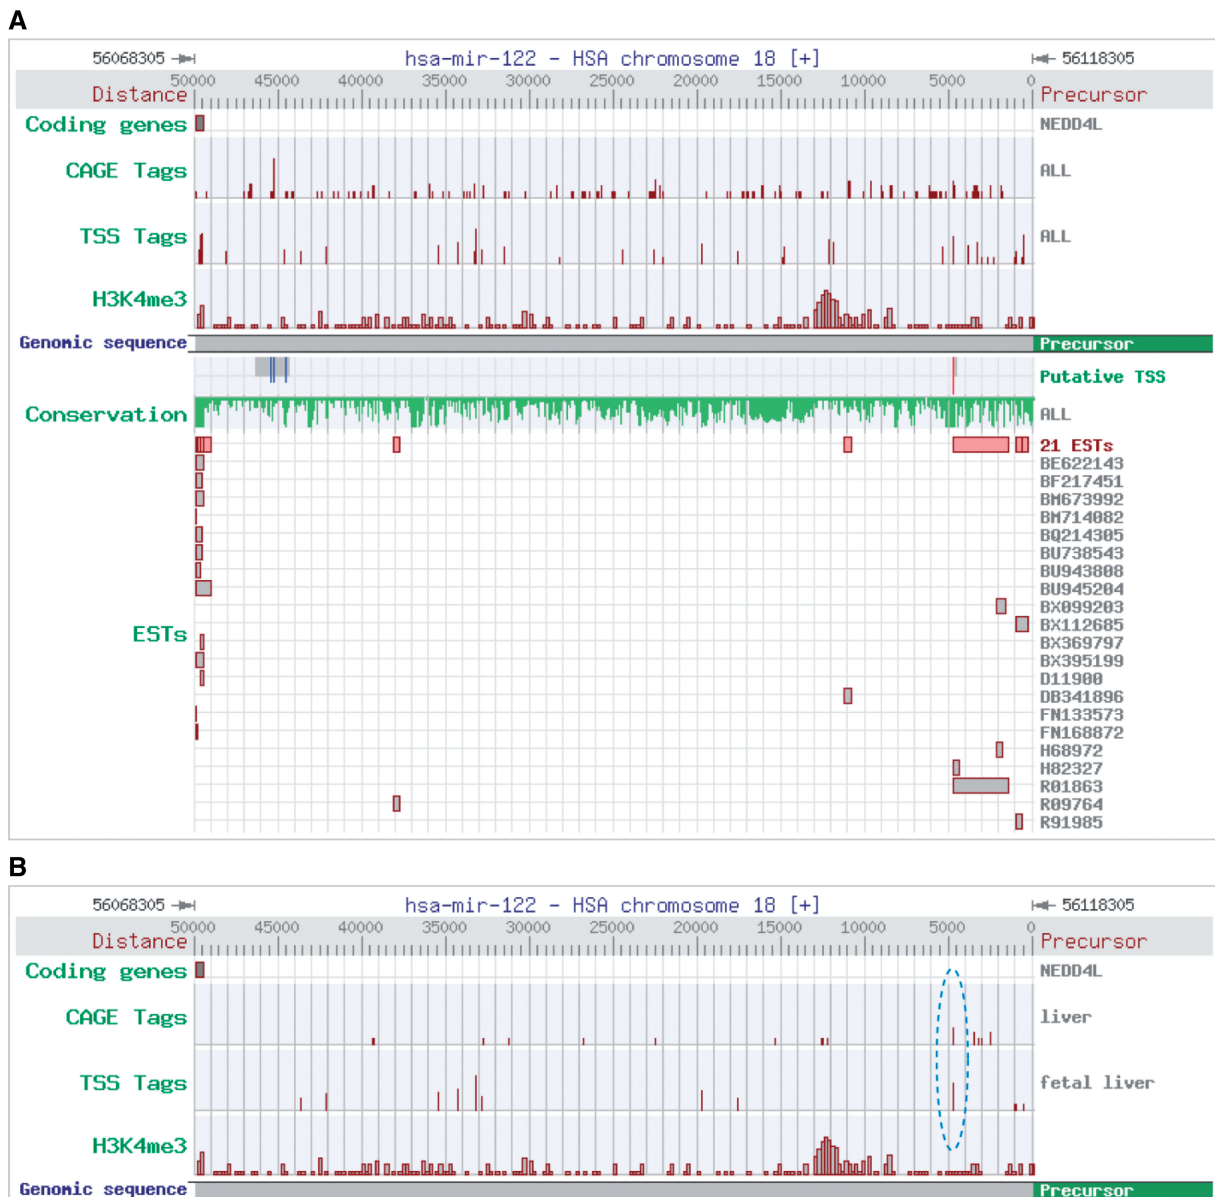 A
56068305 hsa-mir-122 - HSA chromosome 18 [+] 56118305
50000 45000 40000 35000 30000 25000 20000 15000 10000 5000 0
Distance Precursor
Coding genes NEDD4L
CAGE Tags ALL
TSS Tags ALL
H3K4me3
Genomic sequence Precursor
Putative TSS
Conservation ALL
21 ESTs
BE622143
BF217451
BM673992
BM714082
BQ214305
BU738543
BU943808
BU945204
BX099203
BX112685
ESTs
BX369797
BX395199
D11900
DB341896
FN133573
FN168872
H68972
H82327
R01863
R09764
R91985
B
56068305 hsa-mir-122 - HSA chromosome 18 [+] 56118305
50000 45000 40000 35000 30000 25000 20000 15000 10000 5000 0
Distance Precursor
Coding genes NEDD4L
CAGE Tags liver
TSS Tags fetal liver
H3K4me3
Genomic sequence Precursor